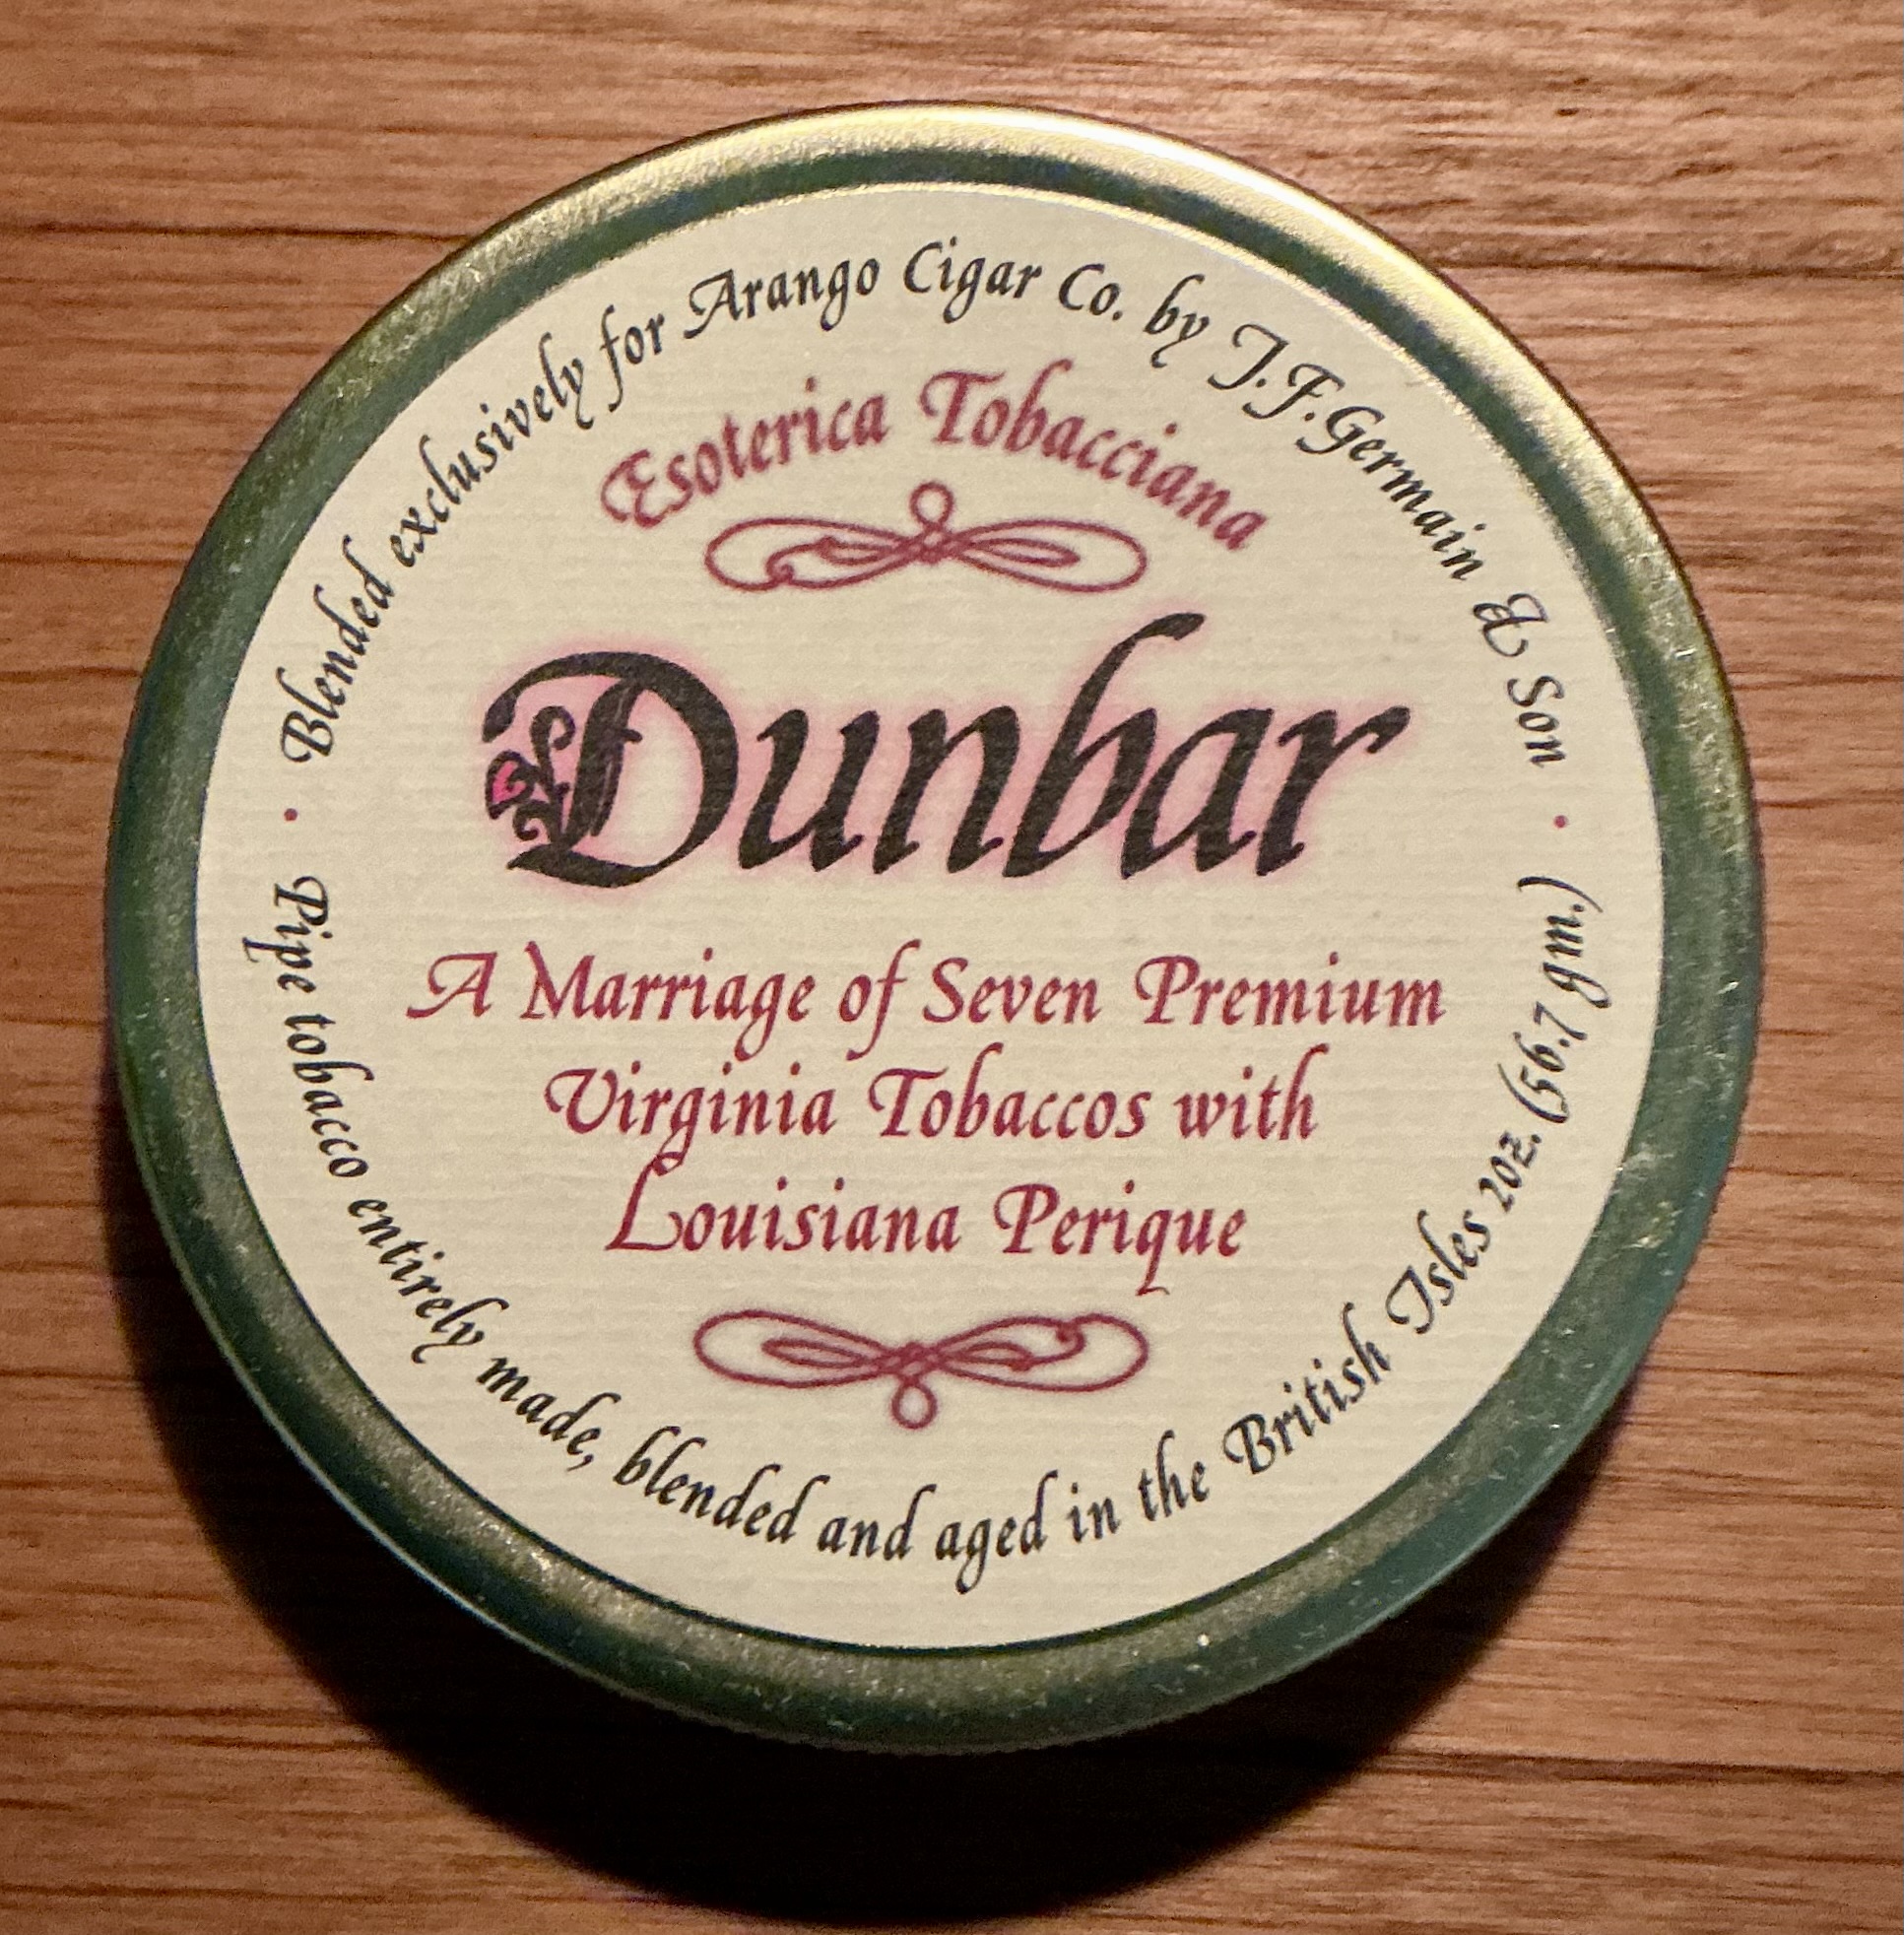 Blended exclusively for Arango Cigar Co. by J.F.Germain & Son
Esoterica Tobacciana
Dunbar
A Marriage of Seven Premium
Virginia Tobaccos with
Louisiana Perique
Pipe tobacco entirely made, blended and aged in the British Isles 2oz. (56.7 gm.)